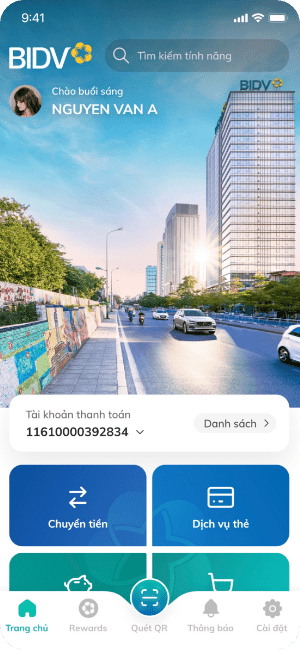 9:41
BIDV
Tìm kiếm tính năng
BIDV
Chào buổi sáng
NGUYEN VAN A
Tài khoản thanh toán
11610000392834
Danh sách
Chuyển tiền
Dịch vụ thẻ
Trang chủ
Rewards
Quét QR
Thông báo
Cài đặt